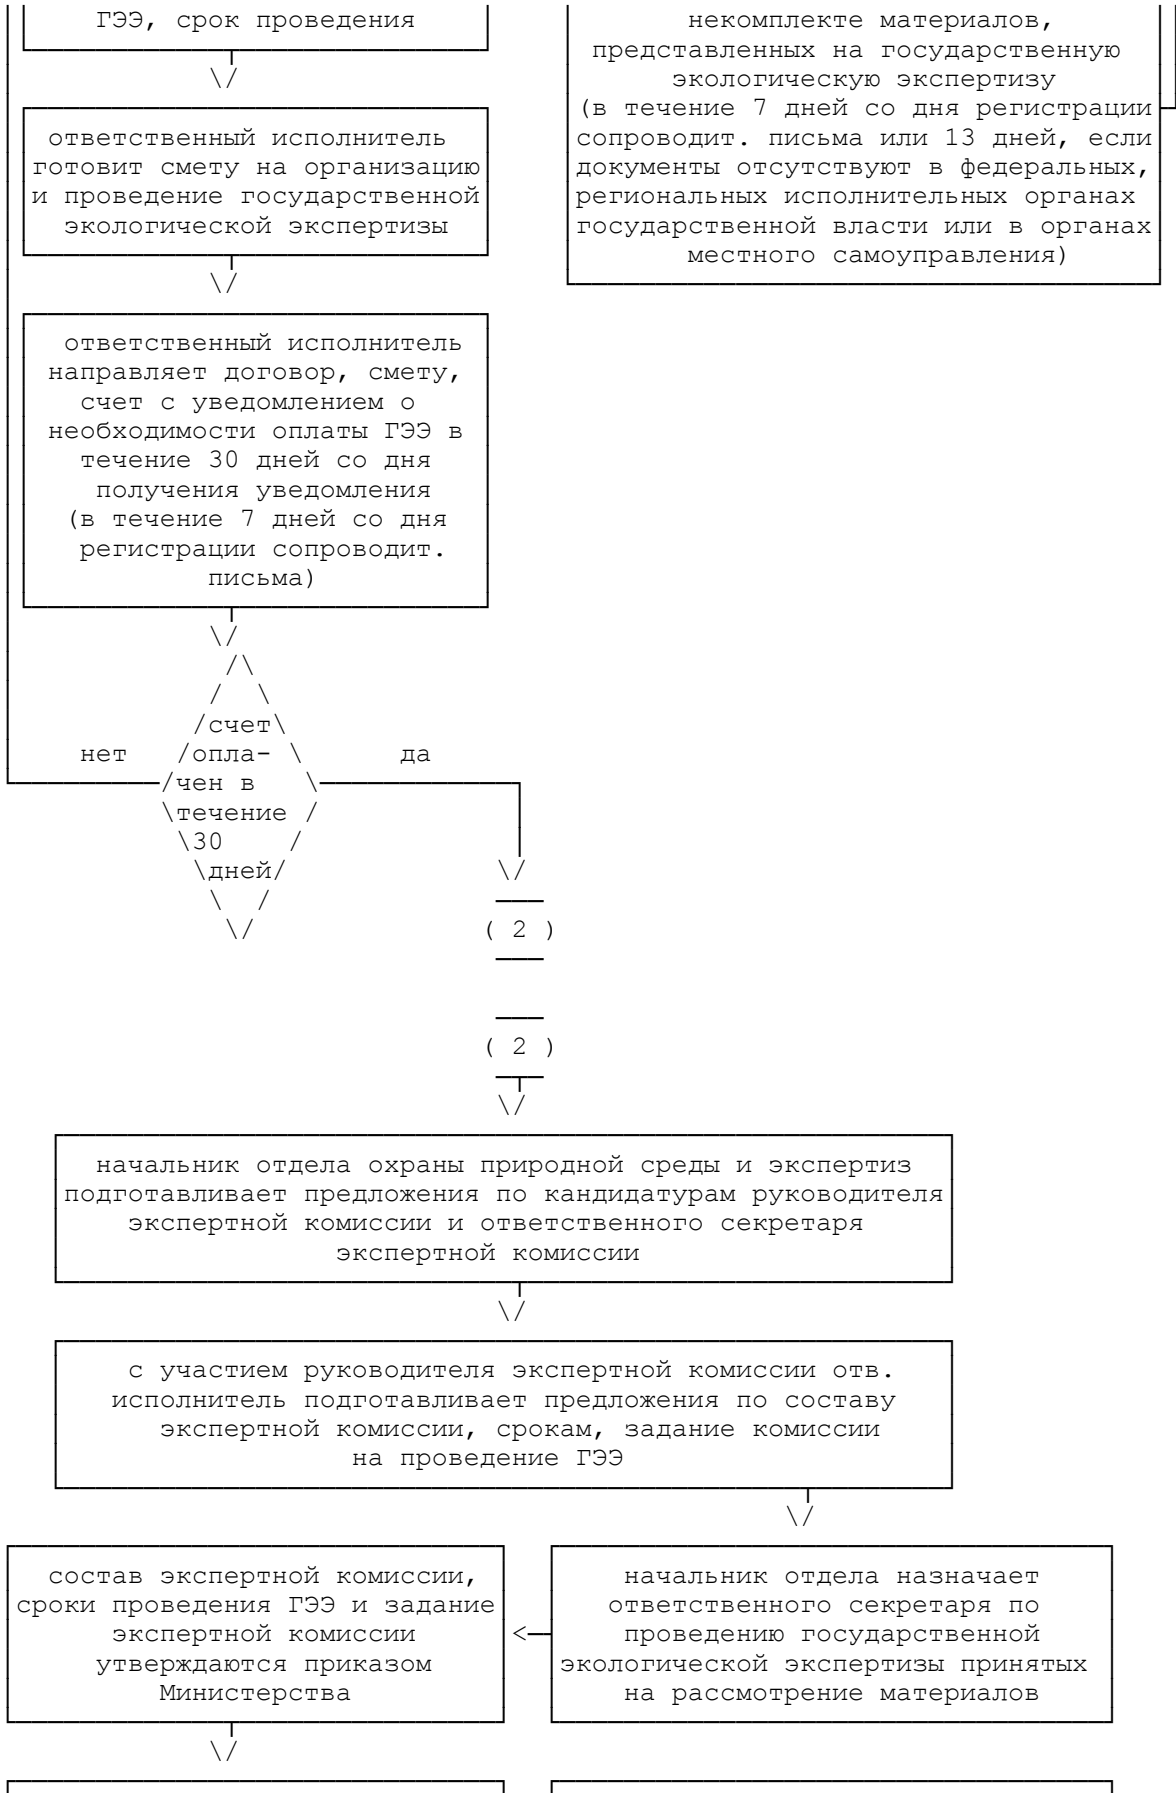 ГЭЭ, срок проведения
некомплекте материалов,
представленных на государственную
экологическую экспертизу
(в течение 7 дней со дня регистрации
сопроводит. письма или 13 дней, если
документы отсутствуют в федеральных,
региональных исполнительных органах
государственной власти или в органах
местного самоуправления)
ответственный исполнитель
готовит смету на организацию
и проведение государственной
экологической экспертизы
ответственный исполнитель
направляет договор, смету,
счет с уведомлением о
необходимости оплаты ГЭЭ в
течение 30 дней со дня
получения уведомления
(в течение 7 дней со дня
регистрации сопроводит.
письма)
счет
нет
опла-
да
чен в
течение
30
дней
( 2 )
( 2 )
начальник отдела охраны природной среды и экспертиз
подготавливает предложения по кандидатурам руководителя
экспертной комиссии и ответственного секретаря
экспертной комиссии
с участием руководителя экспертной комиссии отв.
исполнитель подготавливает предложения по составу
экспертной комиссии, срокам, задание комиссии
на проведение ГЭЭ
состав экспертной комиссии,
сроки проведения ГЭЭ и задание
экспертной комиссии
утверждаются приказом
Министерства
начальник отдела назначает
ответственного секретаря по
проведению государственной
экологической экспертизы принятых
на рассмотрение материалов